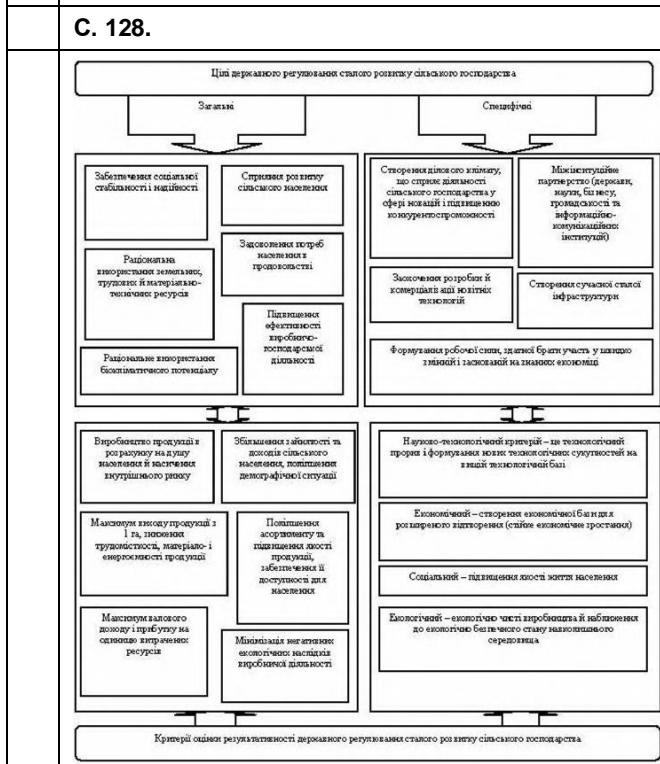 С. 128.
Цілі державного регулювання сталого розвитку сільського господарства
Загальні
Специфічні
Забезпечення соціальної
стабільності і надійності
Сприяння розвитку
сільського населення
Раціональна
використання земельних,
трудових й матеріально-
технічних ресурсів
Задоволення потреб
населення в
продовольстві
Підвищення
ефективності
виробничо-
господарської
діяльності
Раціональне використання
біокліматичного потенціалу
Створення ділового клімату,
що сприяє діяльності
сільського господарства у
сфері новацій і підвищенню
конкурентоспроможності
Міжінституційне
партнерство (держави,
науки, бізнесу,
громадськості та
інформаційно-
комунікаційних
інституцій)
Заохочення розробки й
комерціалізації новітніх
технологій
Створення сучасної сталої
інфраструктури
Формування робочої сили, здатної брати участь у швидко
змінній і заснованій на знаннях економіці
Виробництво продукції в
розрахунку на душу
населення й насичення
внутрішнього ринку
Збільшення зайнятості та
доходів сільського
населення, поліпшення
демографічної ситуації
Максимум виходу продукції з
1 га, зниження
трудомісткості, матеріало- і
енергоємності продукції
Поліпшення
асортименту та
підвищення якості
продукції,
забезпечення її
доступності для
населення
Максимум валового
доходу і прибутку на
одиницю витрачених
ресурсів
Мінімізація негативних
екологічних наслідків
виробничої діяльності
Науково-технологічний критерій – це технологічний
прорив і формування нових технологічних сукупностей на
вищій технологічній базі
Економічний – створення економічної бази для
розширеного відтворення (стійке економічне зростання)
Соціальний – підвищення якості життя населення
Екологічний – екологічно чисті виробництва й наближення
до екологічно безпечного стану навколишнього
середовища
Критерії оцінки результативності державного регулювання сталого розвитку сільського господарства